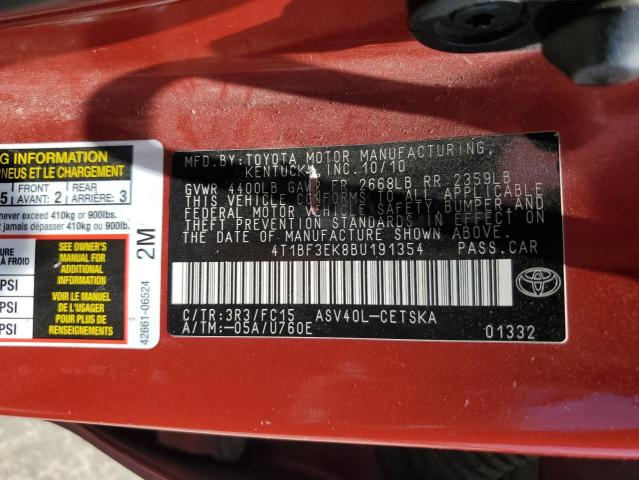 G INFORMATION
PNEUS ET LE CHARGEMENT
5 FRONT AVANT: 2 REAR ARRIÈRE: 3
never exceed 410kg or 900lbs.
jamais dépasser 410kg ou 900lb.
À FROID
PSI
PSI
PSI
SEE OWNER'S
MANUAL FOR
ADDITIONAL
INFORMATION
VOIR LE MANUEL
DE L'USAGER
POUR PLUS DE
RENSEIGNEMENTS
2M
42661-06524
MFD.BY:TOYOTA MOTOR MANUFACTURING,
KENTUCKY INC.10/10
GVWR 4400LB GAWR FR 2668LB RR 2359LB
THIS VEHICLE CONFORMS TO ALL APPLICABLE
FEDERAL MOTOR VEHICLE SAFETY, BUMPER AND
THEFT PREVENTION STANDARDS IN EFFECT ON
THE DATE OF MANUFACTURE SHOWN ABOVE.
4T1BF3EK8BU191354 PASS.CAR
C/TR:3R3/FC15 ASV40L-CETSKA
A/TM:-05A/U760E 01332
TOYOTA